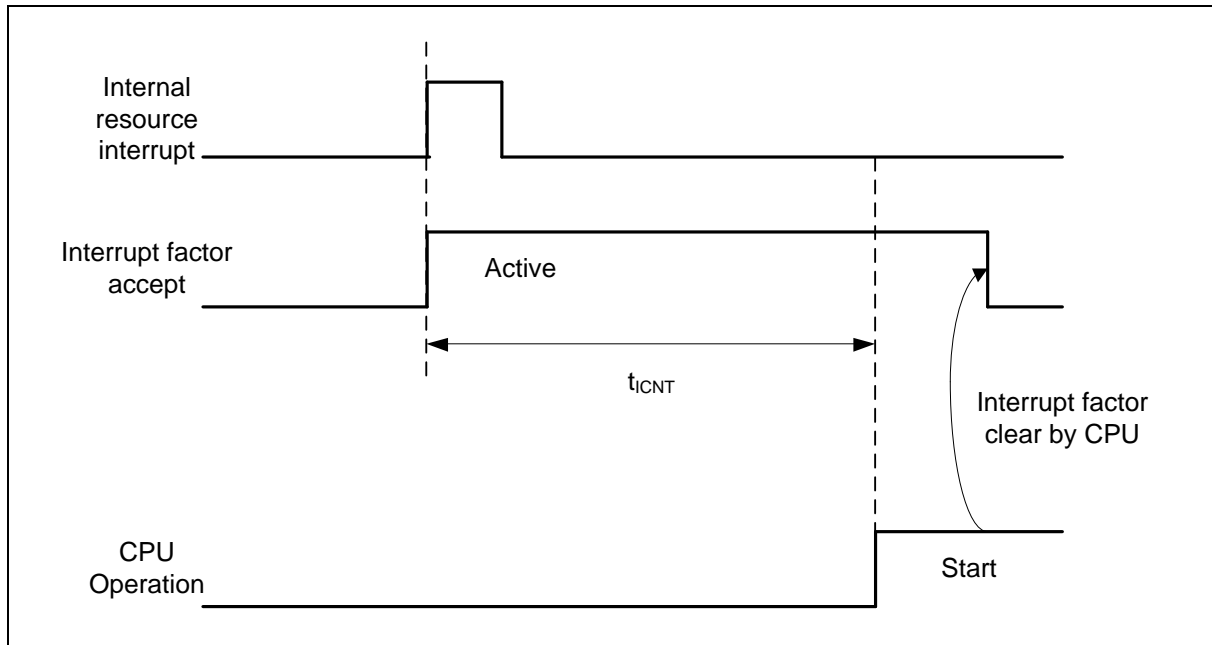 Internal
resource
interrupt
Interrupt factor
accept
Active
tICNT
Interrupt factor
clear by CPU
CPU
Operation
Start